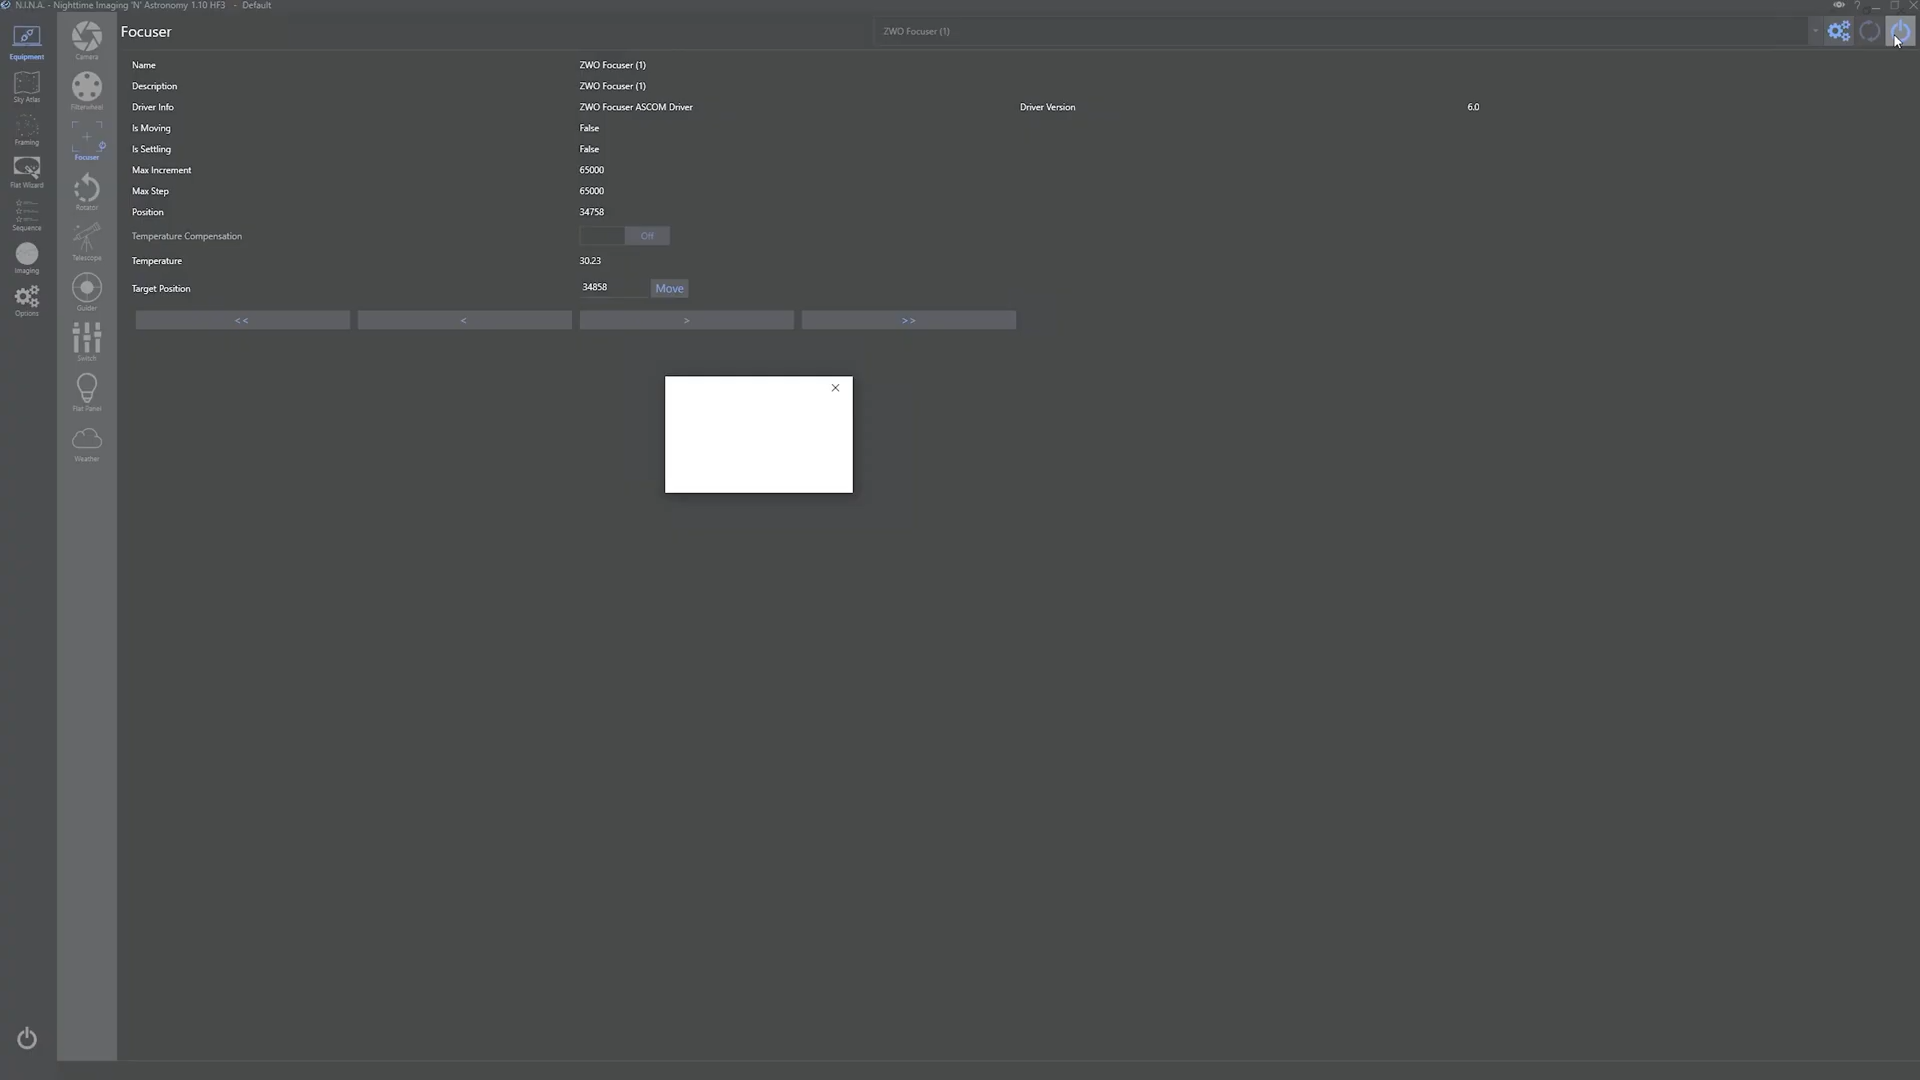 N.I.N.A. - Nighttime Imaging 'N' Astronomy 1.10 HF3 - Default
?
Equipment
Sky Atlas
Framing
Flat Wizard
Sequence
Imaging
Options
Camera
Filterwheel
Focuser
Rotator
Telescope
Guider
Switch
Flat Panel
Weather
Focuser
ZWO Focuser (1)
Name ZWO Focuser (1)
Description ZWO Focuser (1)
Driver Info ZWO Focuser ASCOM Driver Driver Version 6.0
Is Moving False
Is Settling False
Max Increment 65000
Max Step 65000
Position 34758
Temperature Compensation Off
Temperature 30.23
Target Position 34858 Move
<< < > >>